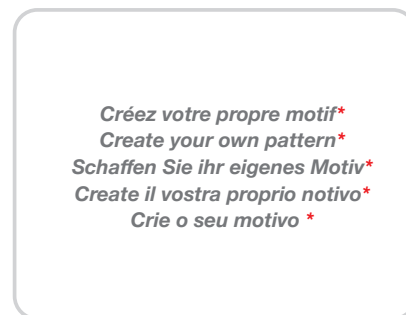 Créez votre propre motif*
Create your own pattern*
Schaffen Sie ihr eigenes Motiv*
Create il vostra proprio notivo*
Crie o seu motivo *